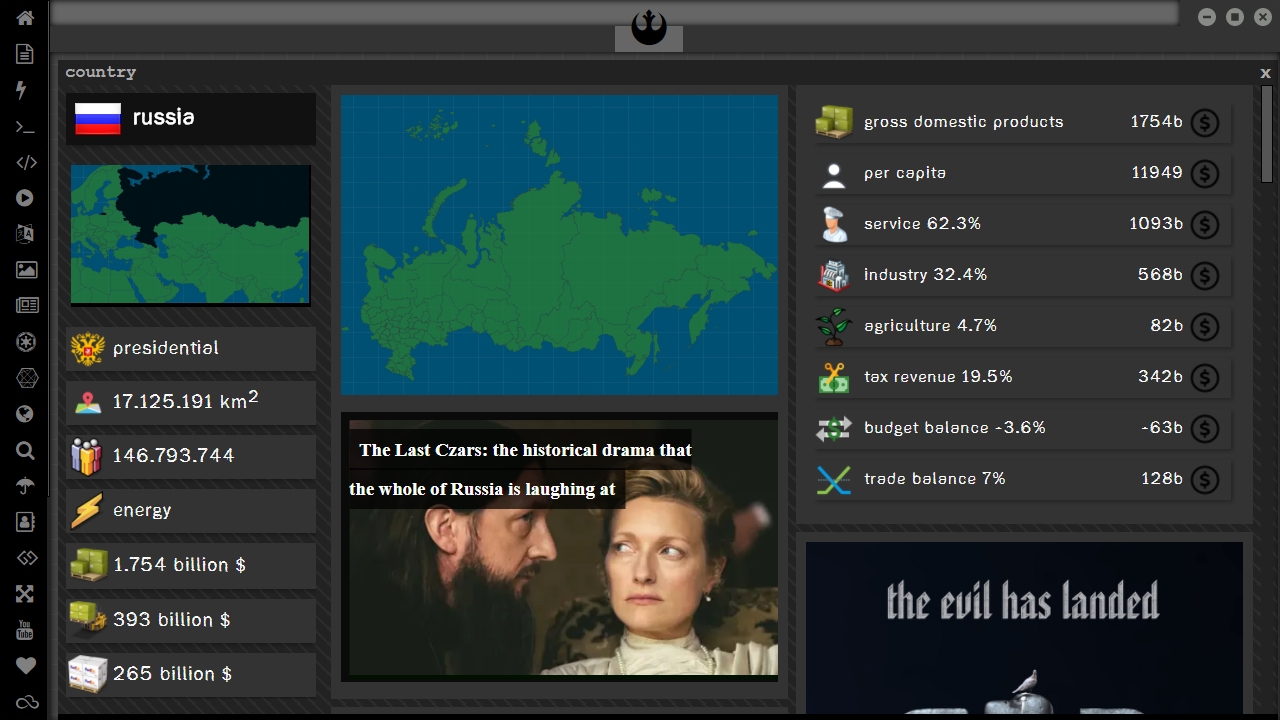 country
x
russia
presidential
17.125.191 km²
146.793.744
energy
1.754 billion $
393 billion $
265 billion $
The Last Czars: the historical drama that
the whole of Russia is laughing at
gross domestic products 1754b $
per capita 11949 $
service 62.3% 1093b $
industry 32.4% 568b $
agriculture 4.7% 82b $
tax revenue 19.5% 342b $
budget balance -3.6% -63b $
trade balance 7% 128b $
the evil has landed
You
Tube